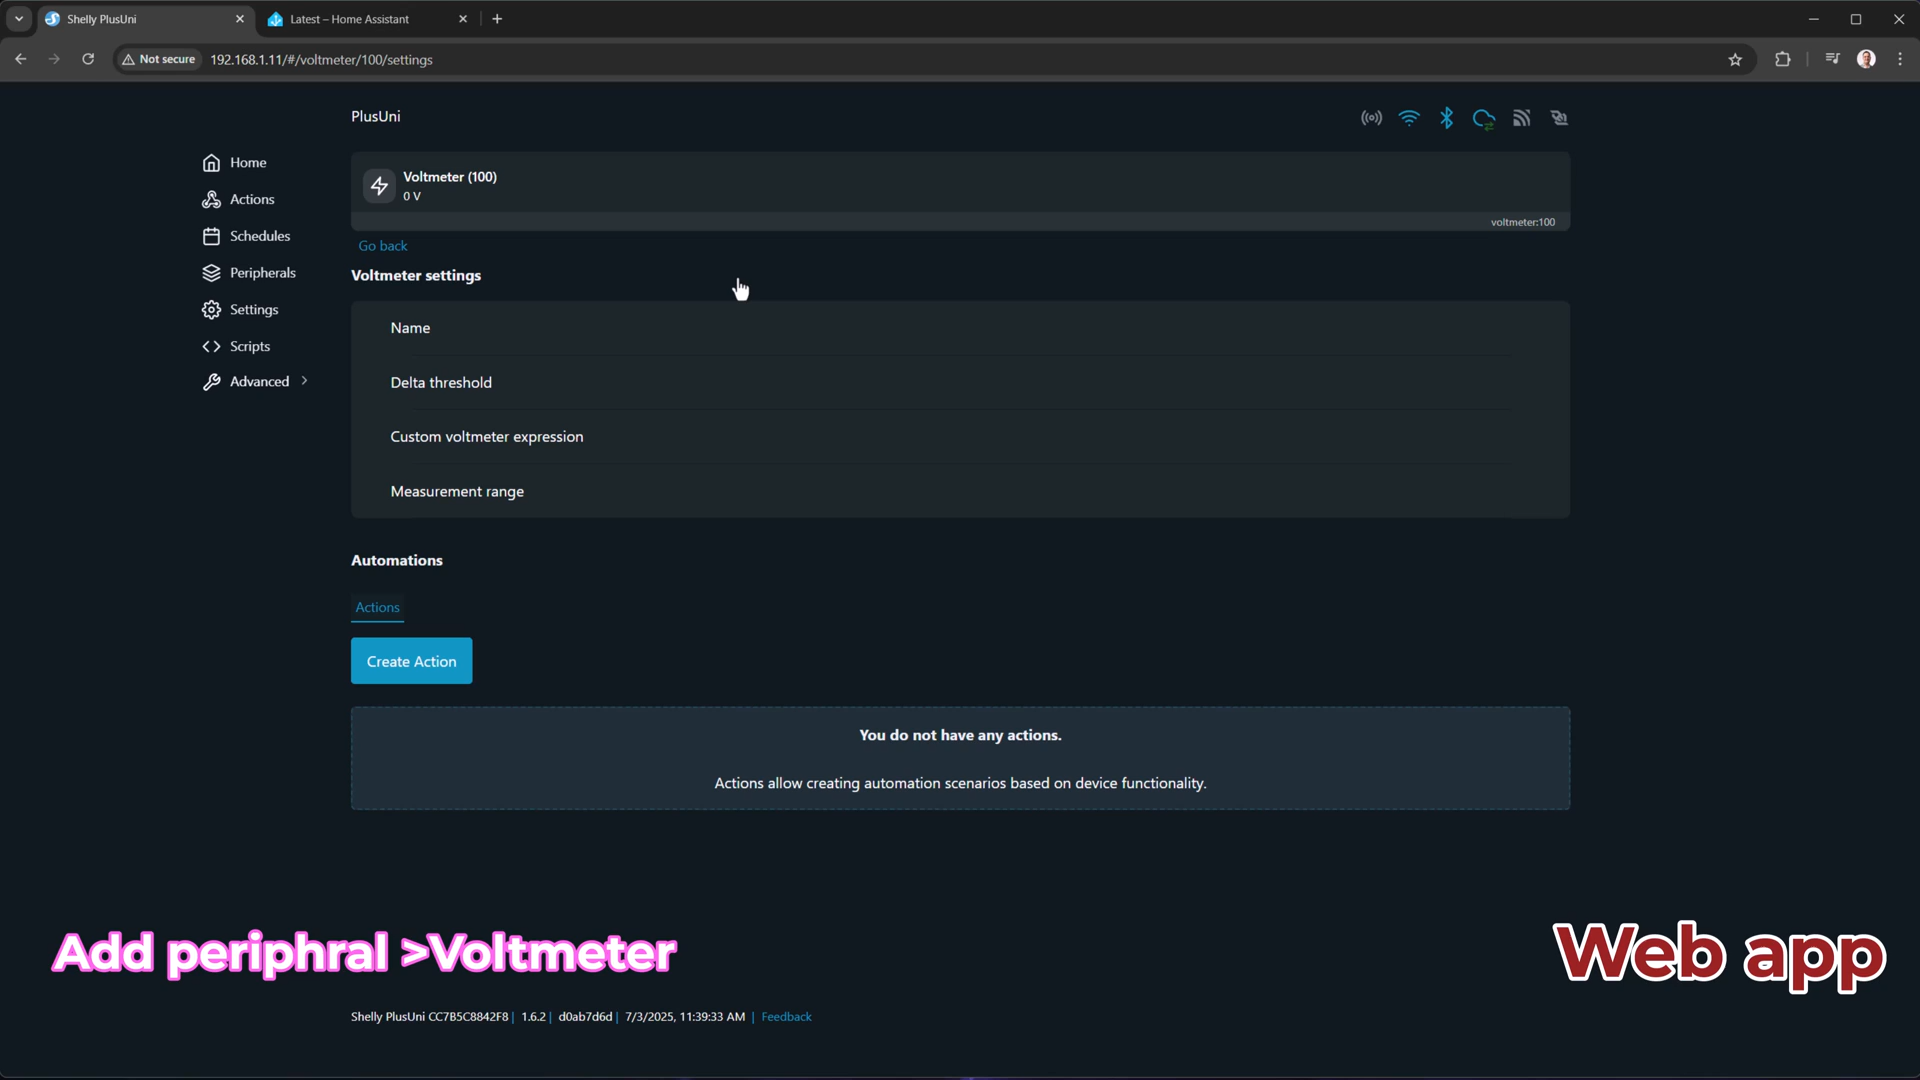 Shelly PlusUni
Latest – Home Assistant
Not secure
192.168.1.11/#/voltmeter/100/settings
PlusUni
Home
Actions
Schedules
Peripherals
Settings
Scripts
Advanced
Voltmeter (100)
0 V
voltmeter:100
Go back
Voltmeter settings
Name
Delta threshold
Custom voltmeter expression
Measurement range
Automations
Actions
Create Action
You do not have any actions.
Actions allow creating automation scenarios based on device functionality.
Add periphral >Voltmeter
Web app
Shelly PlusUni CC7B5C8842F8 | 1.6.2 | d0ab7d6d | 7/3/2025, 11:39:33 AM | Feedback